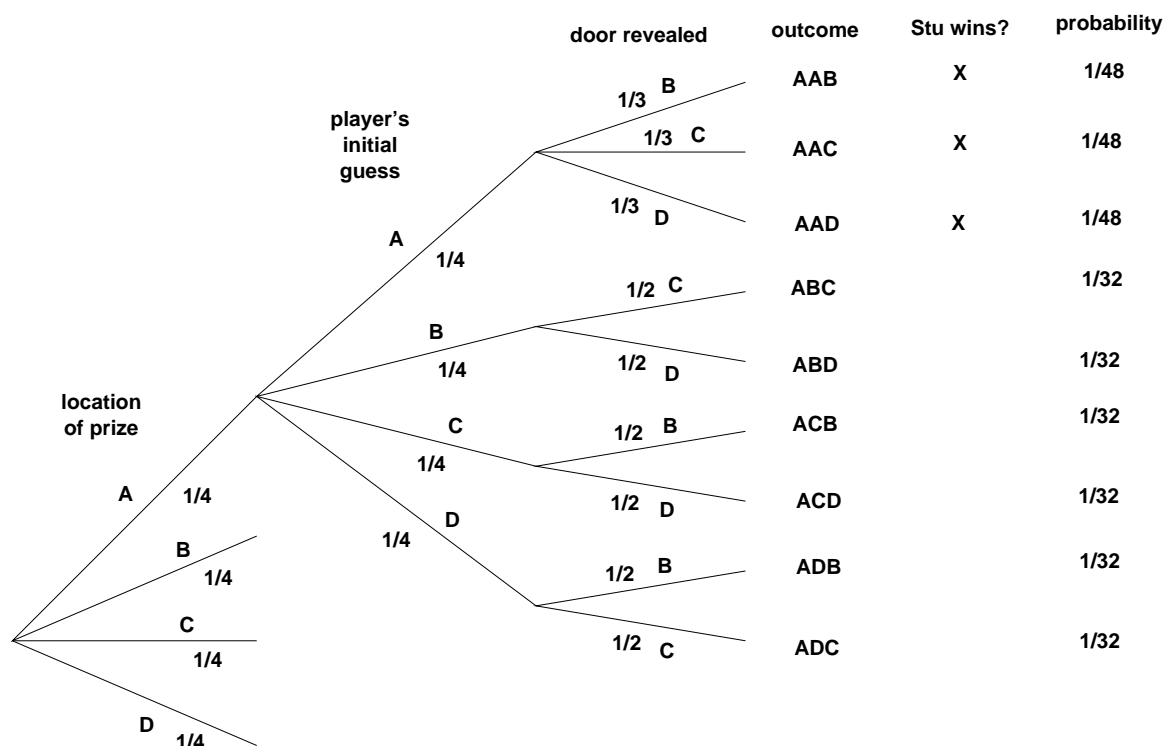 door revealed outcome Stu wins? probability
B
1/3
AAB X 1/48
player's
initial
guess
1/3 C
AAC X 1/48
1/3 D
AAD X 1/48
A
1/4
1/2 C
ABC 1/32
B
1/4
1/2 D
ABD 1/32
location
of prize
C
1/4
1/2 B
ACB 1/32
A
1/4
1/2 D
ACD 1/32
D
1/4
B
1/4
1/2 B
ADB 1/32
C
1/4
1/2 C
ADC 1/32
D
1/4